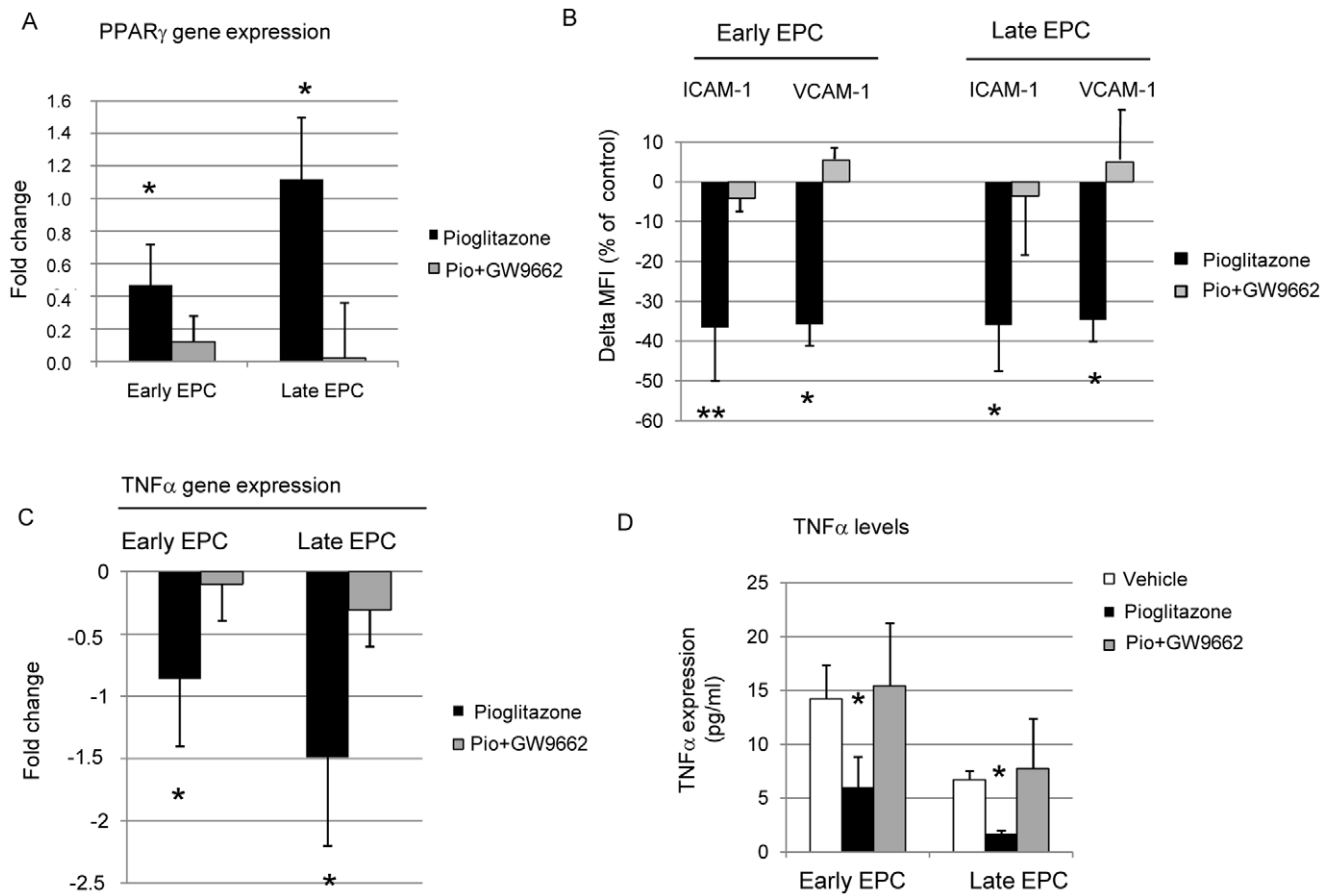 A
PPARγ gene expression
*
*
1.6
1.4
1.2
1.0
0.8
0.6
0.4
0.2
0.0
Fold change
Early EPC
Late EPC
Pioglitazone
Pio+GW9662
B
Early EPC
Late EPC
ICAM-1
VCAM-1
ICAM-1
VCAM-1
10
0
-10
-20
-30
-40
-50
-60
Delta MFI (% of control)
**
*
*
*
Pioglitazone
Pio+GW9662
C
TNFα gene expression
Early EPC
Late EPC
0
-0.5
-1
-1.5
-2
-2.5
Fold change
*
*
Pioglitazone
Pio+GW9662
D
TNFα levels
25
20
15
10
5
0
TNFα expression
(pg/ml)
*
*
Early EPC
Late EPC
Vehicle
Pioglitazone
Pio+GW9662